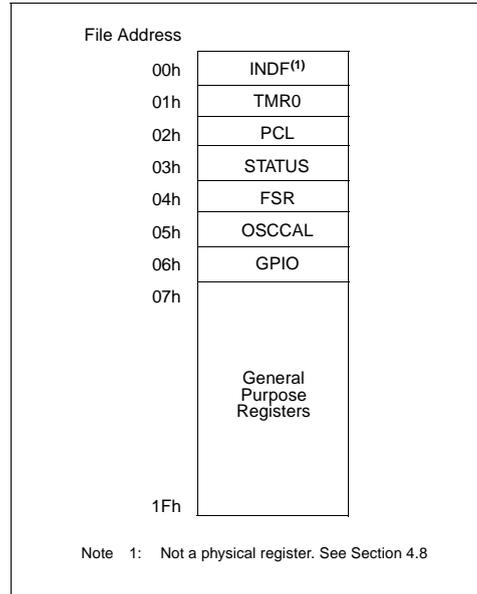 File Address
00h INDF(1)
01h TMR0
02h PCL
03h STATUS
04h FSR
05h OSCCAL
06h GPIO
07h
General
Purpose
Registers
1Fh
Note 1: Not a physical register. See Section 4.8